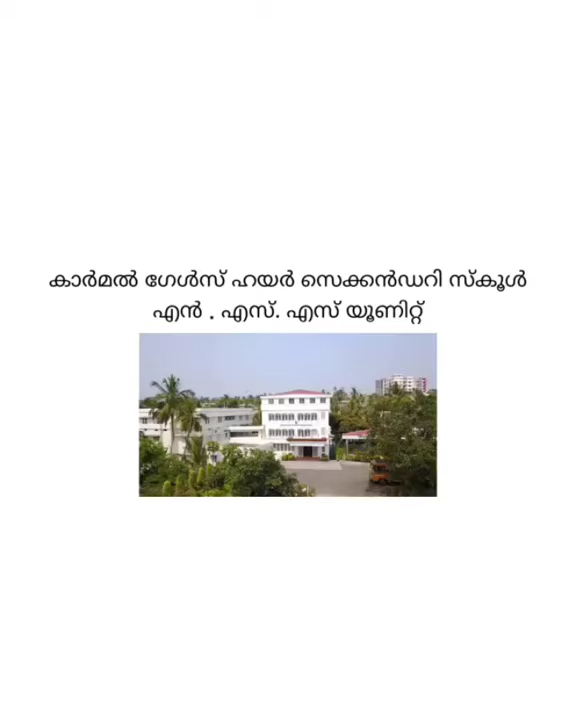 കാർമൽ ഗേൾസ് ഹയർ സെക്കൻഡറി സ്കൂൾ
എൻ . എസ്. എസ് യൂണിറ്റ്